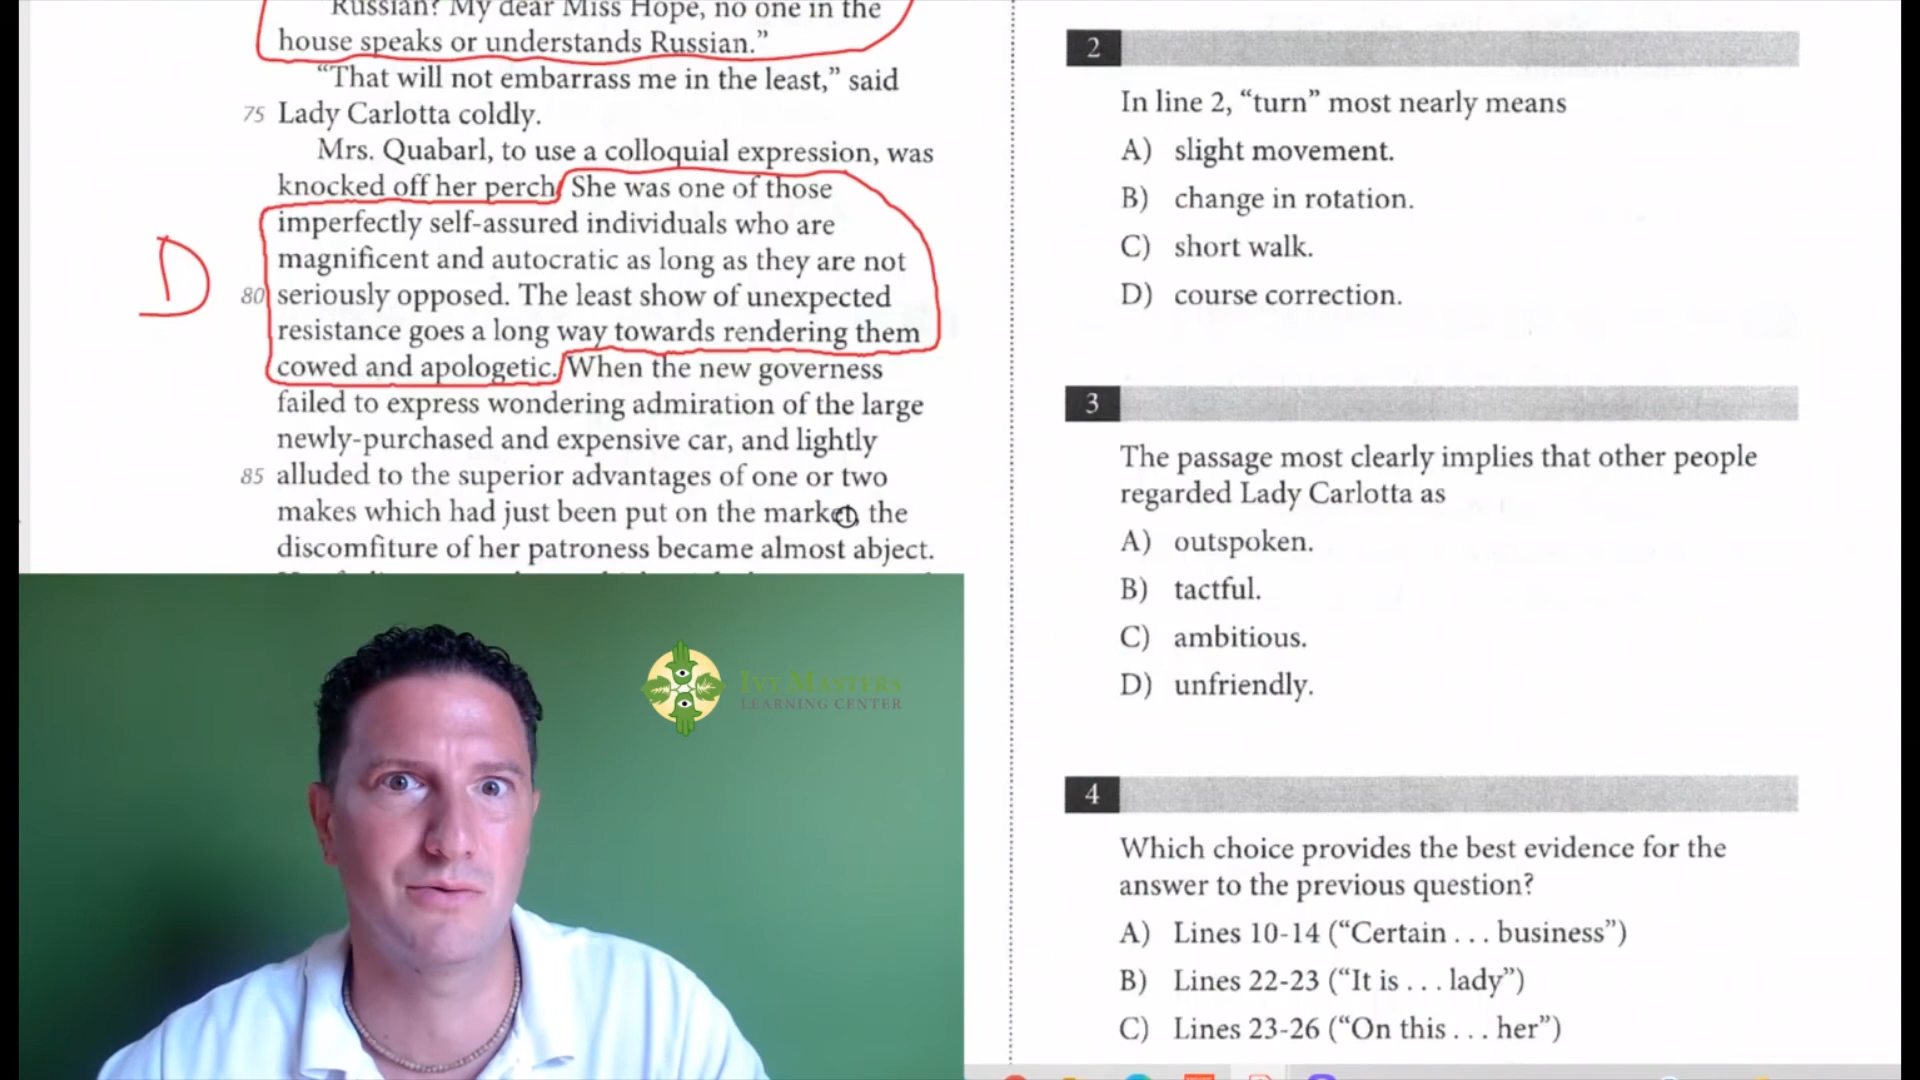 Russian? My dear Miss Hope, no one in the
house speaks or understands Russian.”
“That will not embarrass me in the least,” said
75 Lady Carlotta coldly.
Mrs. Quabarl, to use a colloquial expression, was
knocked off her perch. She was one of those
imperfectly self-assured individuals who are
magnificent and autocratic as long as they are not
80 seriously opposed. The least show of unexpected
resistance goes a long way towards rendering them
cowed and apologetic. When the new governess
failed to express wondering admiration of the large
newly-purchased and expensive car, and lightly
85 alluded to the superior advantages of one or two
makes which had just been put on the market, the
discomfiture of her patroness became almost abject.
D
IVY MASTERS
LEARNING CENTER
2
In line 2, “turn” most nearly means
A) slight movement.
B) change in rotation.
C) short walk.
D) course correction.
3
The passage most clearly implies that other people
regarded Lady Carlotta as
A) outspoken.
B) tactful.
C) ambitious.
D) unfriendly.
4
Which choice provides the best evidence for the
answer to the previous question?
A) Lines 10-14 (“Certain . . . business”)
B) Lines 22-23 (“It is . . . lady”)
C) Lines 23-26 (“On this . . . her”)